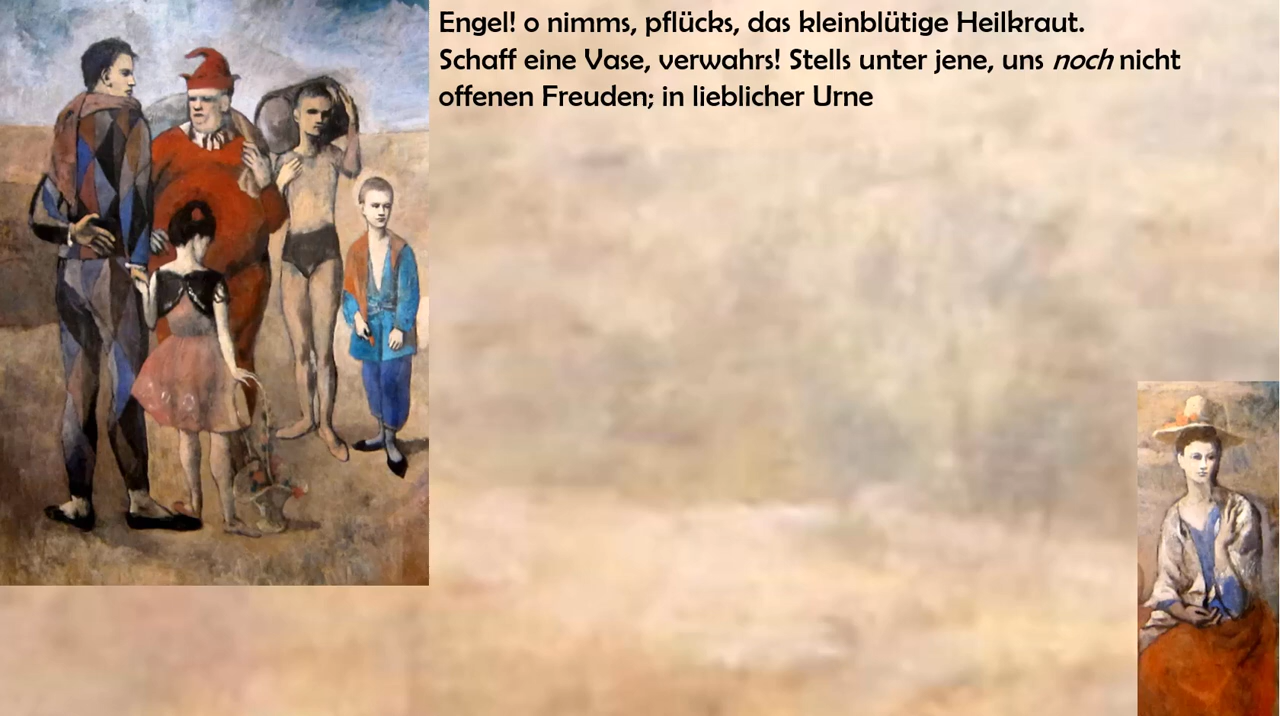 Engel! o nimms, pflücks, das kleinblütige Heilkraut.
Schaff eine Vase, verwahrs! Stells unter jene, uns noch nicht
offenen Freuden; in lieblicher Urne